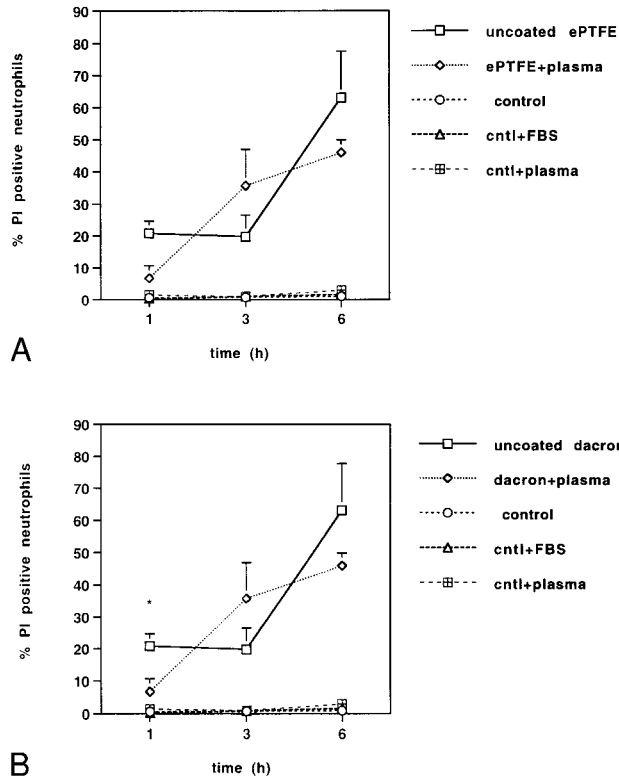 90
80
70
60
50
40
30
20
10
0
% PI positive neutrophils
1 3 6
time (h)
A
uncoated ePTFE
ePTFE+plasma
control
cntl+FBS
cntl+plasma
90
80
70
60
50
40
30
20
10
0
% PI positive neutrophils
*
1 3 6
time (h)
B
uncoated dacron
dacron+plasma
control
cntl+FBS
cntl+plasma